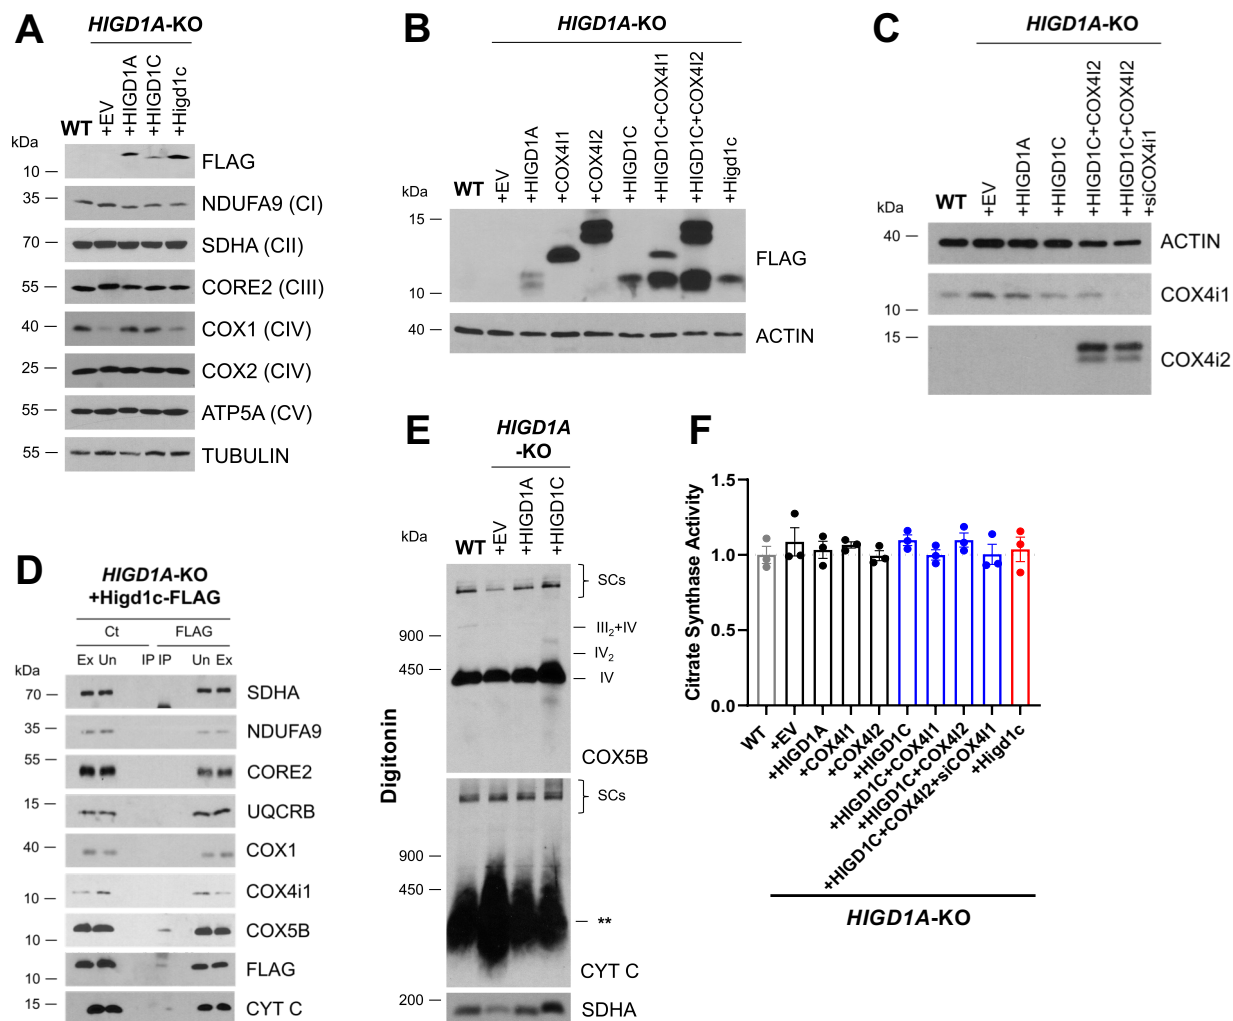 A
HIGD1A-KO
WT
+EV
+HIGD1A
+HIGD1C
+Higd1c
kDa
10
FLAG
35
NDUFA9 (CI)
70
SDHA (CII)
55
CORE2 (CIII)
40
COX1 (CIV)
25
COX2 (CIV)
55
ATP5A (CV)
55
TUBULIN
B
HIGD1A-KO
WT
+EV
+HIGD1A
+COX4I1
+COX4I2
+HIGD1C
+HIGD1C+COX4I1
+HIGD1C+COX4I2
+Higd1c
kDa
15
10
FLAG
40
ACTIN
C
HIGD1A-KO
WT
+EV
+HIGD1A
+HIGD1C
+HIGD1C+COX4I2
+HIGD1C+COX4I2
+siCOX4i1
kDa
40
ACTIN
10
COX4i1
15
COX4i2
D
HIGD1A-KO
+Higd1c-FLAG
Ct FLAG
Ex Un IP IP Un Ex
kDa
70
SDHA
35
NDUFA9
55
CORE2
15
UQCRB
40
COX1
10
COX4i1
COX5B
10
FLAG
10
15
CYT C
E
HIGD1A
-KO
WT
+EV
+HIGD1A
+HIGD1C
kDa
SCs
900
III2+IV
IV2
450
IV
COX5B
Digitonin
SCs
900
450
**
CYT C
200
SDHA
F
Citrate Synthase Activity
1.5
1.0
0.5
0.0
WT
+EV
+HIGD1A
+COX4I1
+COX4I2
+HIGD1C
+HIGD1C+COX4I1
+HIGD1C+COX4I2
+HIGD1C+COX4I2+siCOX4I1
+Higd1c
HIGD1A-KO